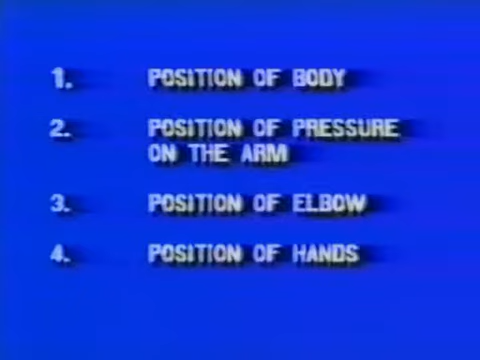 1. POSITION OF BODY
2. POSITION OF PRESSURE
ON THE ARM
3. POSITION OF ELBOW
4. POSITION OF HANDS